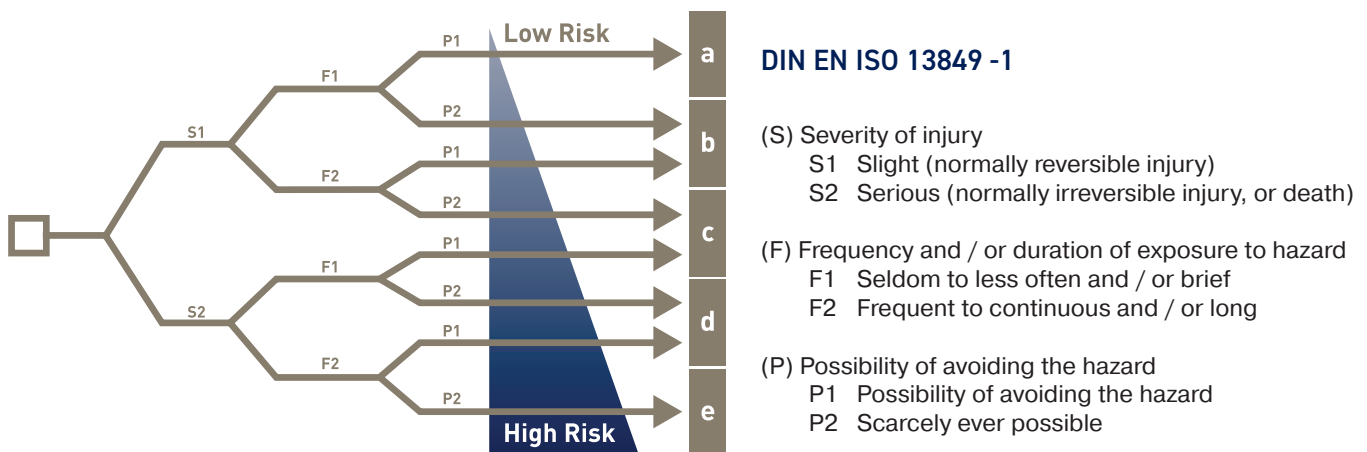 Low Risk
P1
a
F1
P2
b
S1
P1
F2
P2
c
P1
F1
P2
d
S2
P1
F2
P2
e
High Risk
DIN EN ISO 13849 -1
(S) Severity of injury
S1 Slight (normally reversible injury)
S2 Serious (normally irreversible injury, or death)
(F) Frequency and / or duration of exposure to hazard
F1 Seldom to less often and / or brief
F2 Frequent to continuous and / or long
(P) Possibility of avoiding the hazard
P1 Possibility of avoiding the hazard
P2 Scarcely ever possible